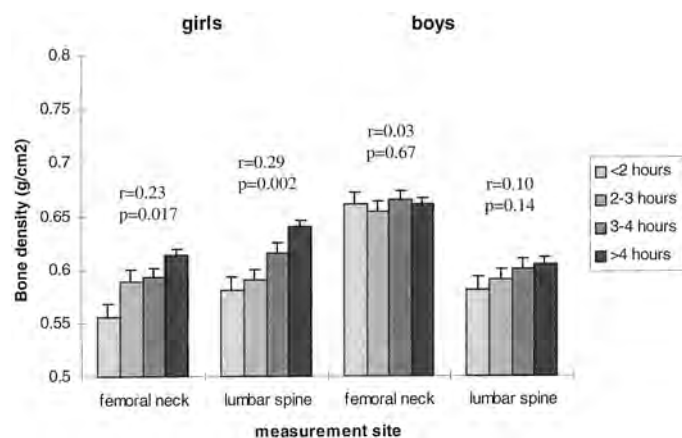 girls boys
0.8
0.75
0.7
0.65
0.6
0.55
0.5
Bone density (g/cm2)
r=0.23
p=0.017
r=0.29
p=0.002
r=0.03
p=0.67
r=0.10
p=0.14
<2 hours
2-3 hours
3-4 hours
>4 hours
femoral neck lumbar spine femoral neck lumbar spine
measurement site